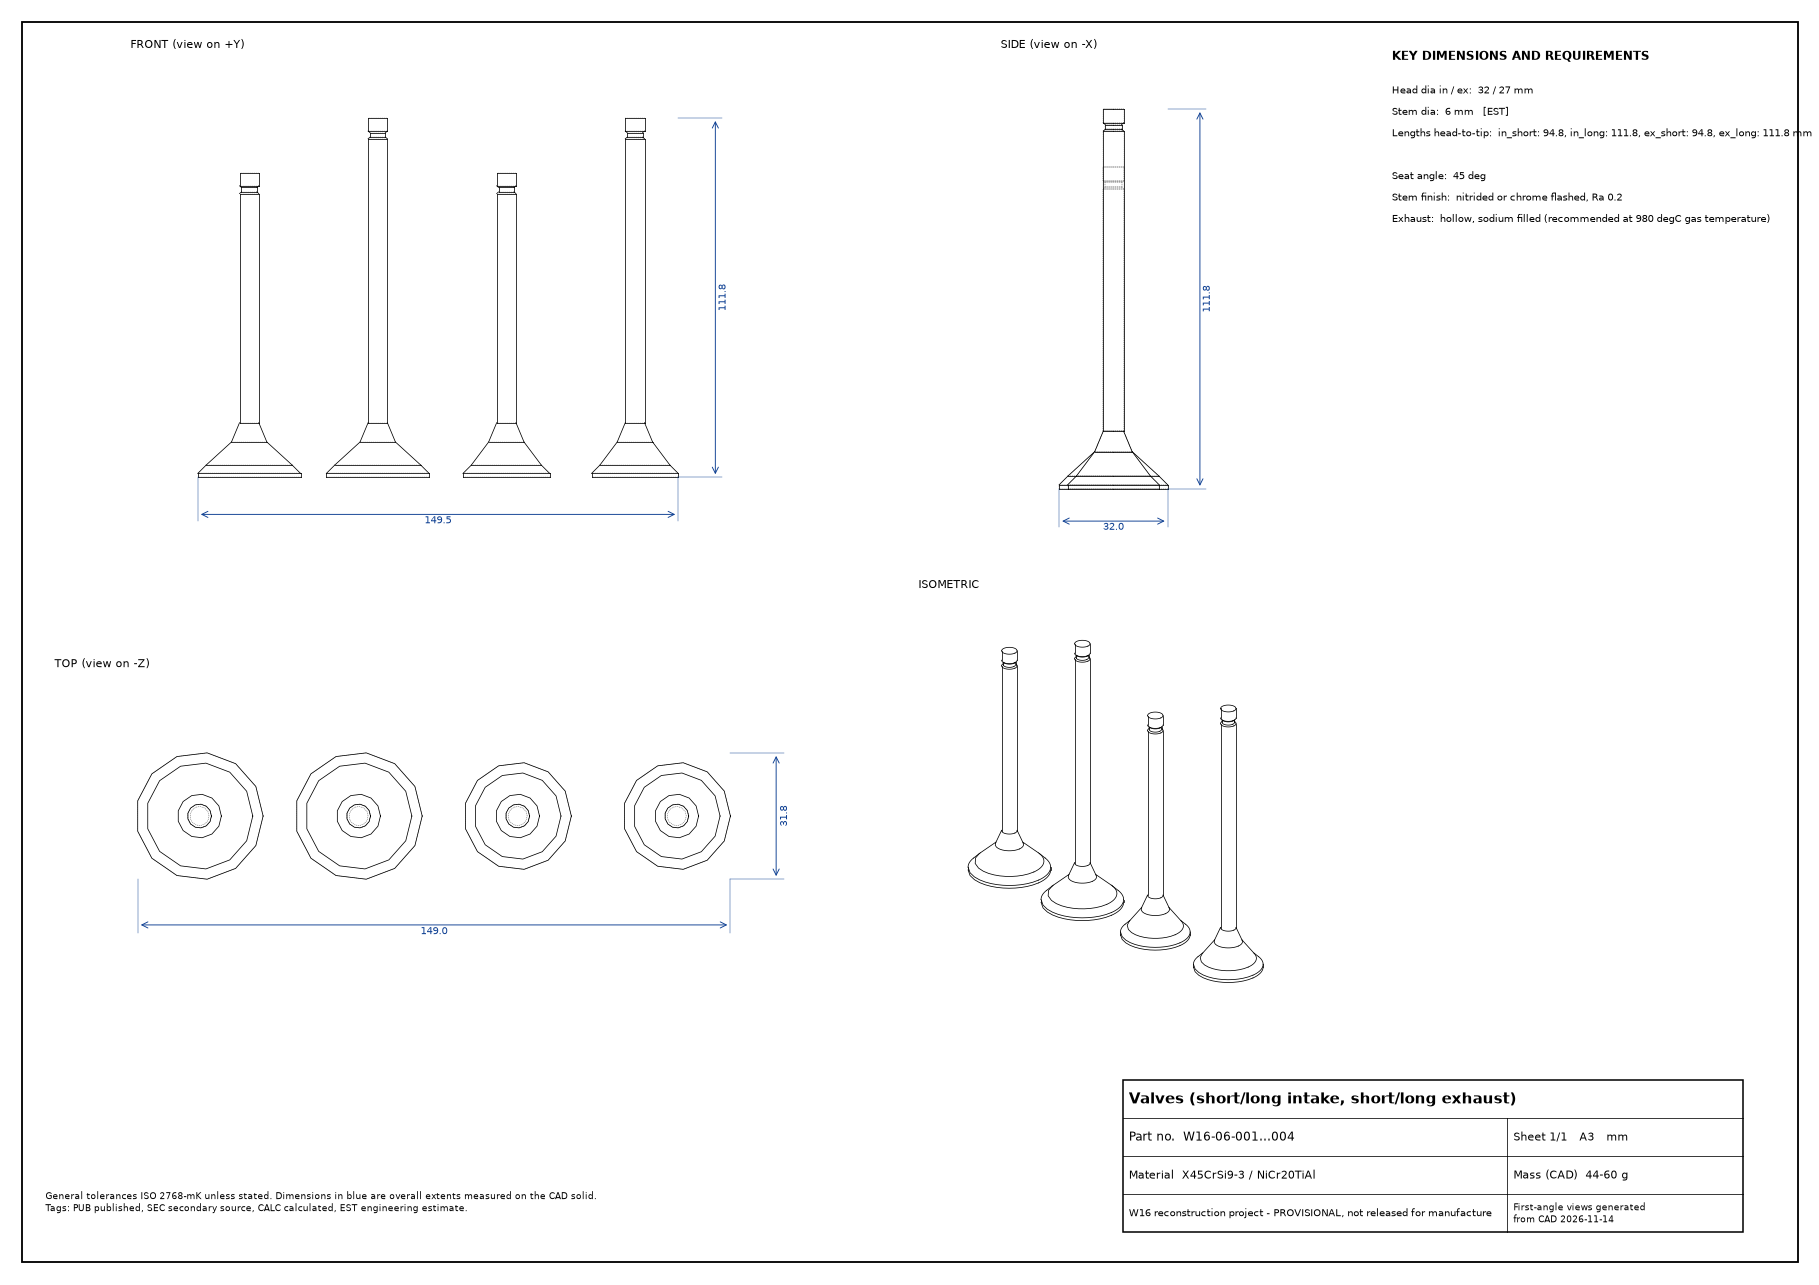 FRONT (view on +Y)
SIDE (view on -X)
KEY DIMENSIONS AND REQUIREMENTS
Head dia in / ex:  32 / 27 mm
Stem dia:  6 mm   [EST]
Lengths head-to-tip:  in_short: 94.8, in_long: 111.8, ex_short: 94.8, ex_long: 111.8 mm
Seat angle:  45 deg
Stem finish:  nitrided or chrome flashed, Ra 0.2
Exhaust:  hollow, sodium filled (recommended at 980 degC gas temperature)
111.8
111.8
149.5
32.0
ISOMETRIC
TOP (view on -Z)
31.8
149.0
Valves (short/long intake, short/long exhaust)
Part no.  W16-06-001...004
Sheet 1/1   A3   mm
Material  X45CrSi9-3 / NiCr20TiAl
Mass (CAD)  44-60 g
W16 reconstruction project - PROVISIONAL, not released for manufacture
First-angle views generated
from CAD 2026-11-14
General tolerances ISO 2768-mK unless stated. Dimensions in blue are overall extents measured on the CAD solid.
Tags: PUB published, SEC secondary source, CALC calculated, EST engineering estimate.